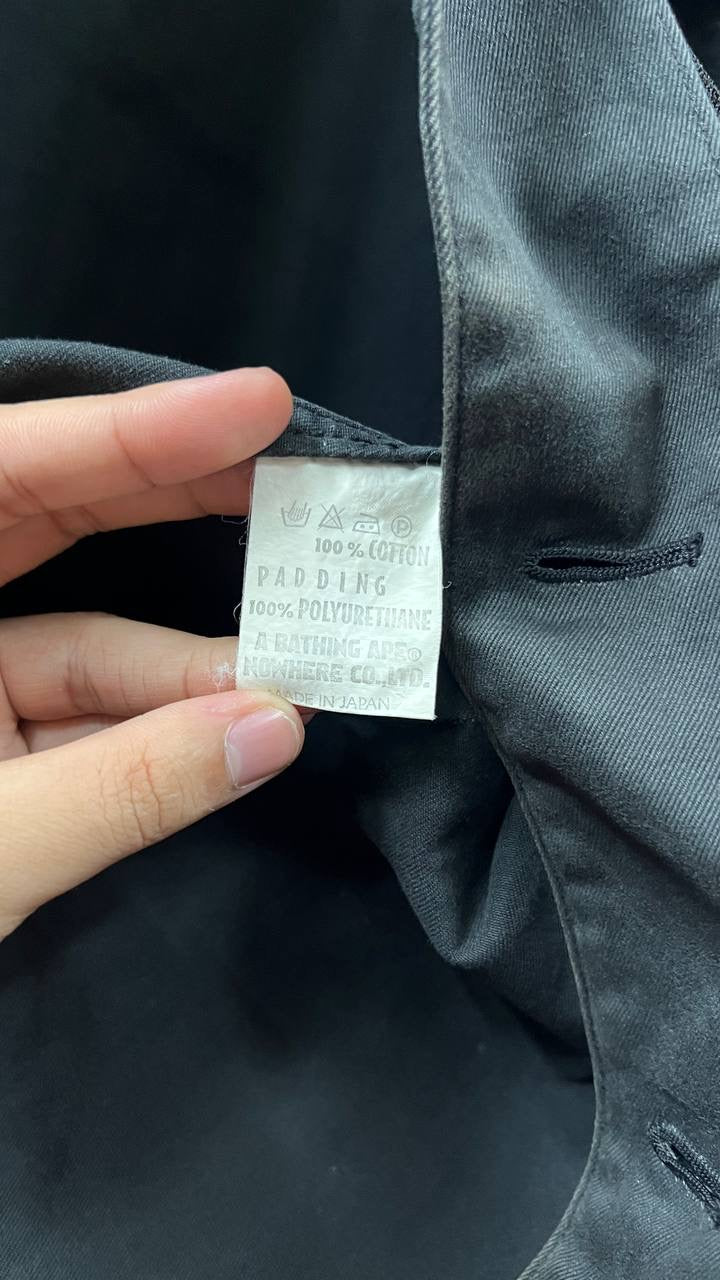 P
100% COTTON
PADDING
100% POLYURETHANE
A BATHING APE®
NOWHERE CO.,LTD.
MADE IN JAPAN